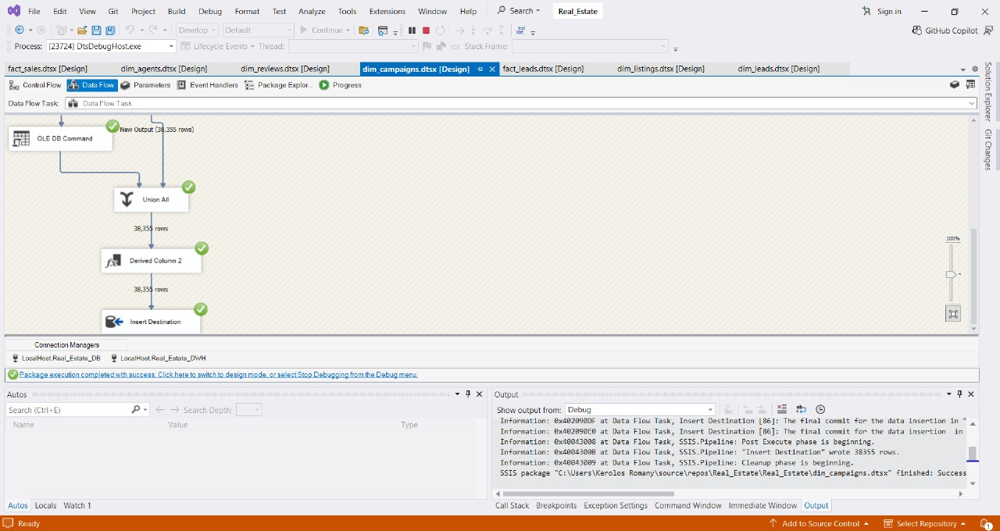 File Edit View Git Project Build Debug Format Test Analyze Tools Extensions Window Help Search Real_Estate Sign in
Develop Default Continue GitHub Copilot
Process: [23724] DtsDebugHost.exe Lifecycle Events Thread: Stack Frame:
fact_sales.dtsx [Design] dim_agents.dtsx [Design] dim_reviews.dtsx [Design] dim_campaigns.dtsx [Design] fact_leads.dtsx [Design] dim_listings.dtsx [Design] dim_leads.dtsx [Design]
Control Flow Data Flow Parameters Event Handlers Package Explor... Progress
Data Flow Task: Data Flow Task
Solution Explorer
Git Changes
New Output (38,355 rows)
OLE DB Command
Union All
38,355 rows
100%
Derived Column 2
38,355 rows
Insert Destination
Connection Managers
LocalHost.Real_Estate_DB LocalHost.Real_Estate_DWH
Package execution completed with success. Click here to switch to design mode, or select Stop Debugging from the Debug menu.
Autos
Search (Ctrl+E) Search Depth:
Name Value Type
Autos Locals Watch 1
Output
Show output from: Debug
Information: 0x402090DF at Data Flow Task, Insert Destination [86]: The final commit for the data insertion in "
Information: 0x402090E0 at Data Flow Task, Insert Destination [86]: The final commit for the data insertion in
Information: 0x40043008 at Data Flow Task, SSIS.Pipeline: Post Execute phase is beginning.
Information: 0x4004300B at Data Flow Task, SSIS.Pipeline: "Insert Destination" wrote 38355 rows.
Information: 0x40043009 at Data Flow Task, SSIS.Pipeline: Cleanup phase is beginning.
SSIS package "C:\Users\Kerolos Romany\source\repos\Real_Estate\Real_Estate\dim_campaigns.dtsx" finished: Success
Call Stack Breakpoints Exception Settings Command Window Immediate Window Output
Ready Add to Source Control Select Repository 1